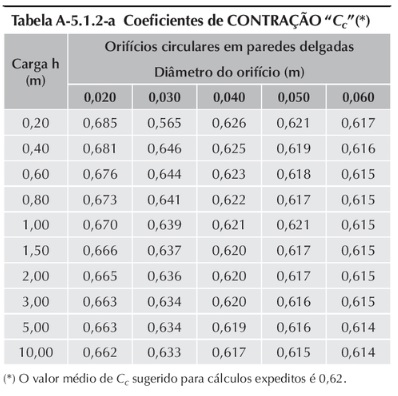 Tabela A-5.1.2-a Coeficientes de CONTRAÇÃO “Cc”(*)
Carga h (m) Orifícios circulares em paredes delgadas
Diâmetro do orifício (m)
0,020 0,030 0,040 0,050 0,060
0,20 0,685 0,565 0,626 0,621 0,617
0,40 0,681 0,646 0,625 0,619 0,616
0,60 0,676 0,644 0,623 0,618 0,615
0,80 0,673 0,641 0,622 0,617 0,615
1,00 0,670 0,639 0,621 0,621 0,615
1,50 0,666 0,637 0,620 0,617 0,615
2,00 0,665 0,636 0,620 0,617 0,615
3,00 0,663 0,634 0,620 0,616 0,615
5,00 0,663 0,634 0,619 0,616 0,614
10,00 0,662 0,633 0,617 0,615 0,614
(*) O valor médio de Cc sugerido para cálculos expeditos é 0,62.